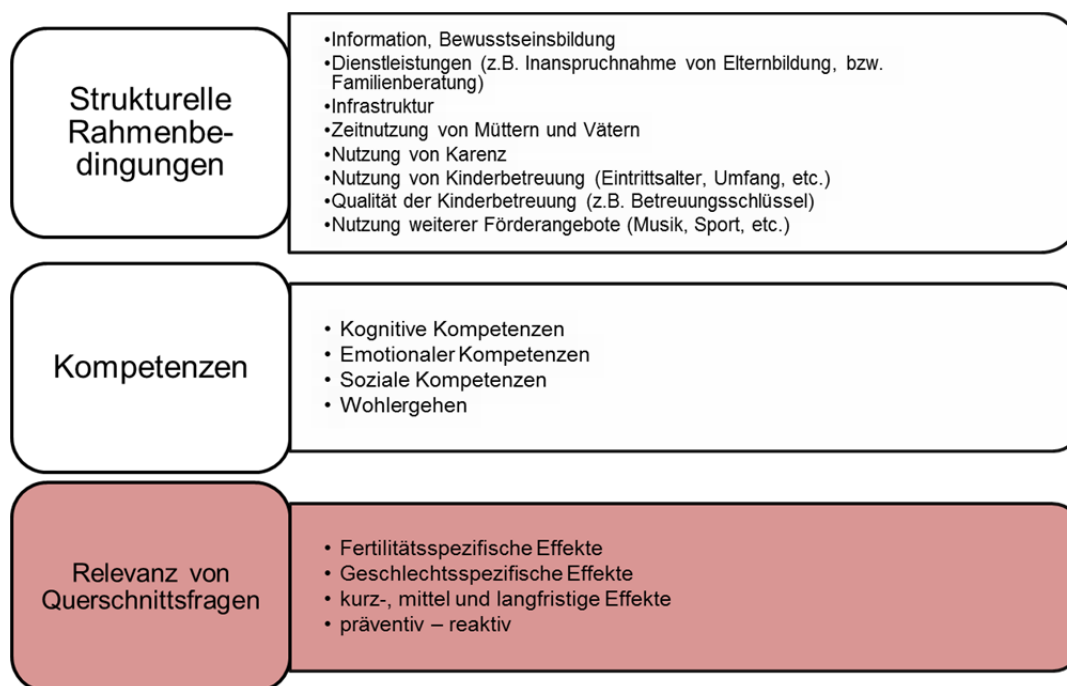 Strukturelle
Rahmenbe-
dingungen
•Information, Bewusstseinsbildung
•Dienstleistungen (z.B. Inanspruchnahme von Elternbildung, bzw.
Familienberatung)
•Infrastruktur
•Zeitnutzung von Müttern und Vätern
•Nutzung von Karenz
•Nutzung von Kinderbetreuung (Eintrittsalter, Umfang, etc.)
•Qualität der Kinderbetreuung (z.B. Betreuungsschlüssel)
•Nutzung weiterer Förderangebote (Musik, Sport, etc.)
Kompetenzen
• Kognitive Kompetenzen
• Emotionaler Kompetenzen
• Soziale Kompetenzen
• Wohlergehen
Relevanz von
Querschnittsfragen
• Fertilitätsspezifische Effekte
• Geschlechtsspezifische Effekte
• kurz-, mittel und langfristige Effekte
• präventiv – reaktiv